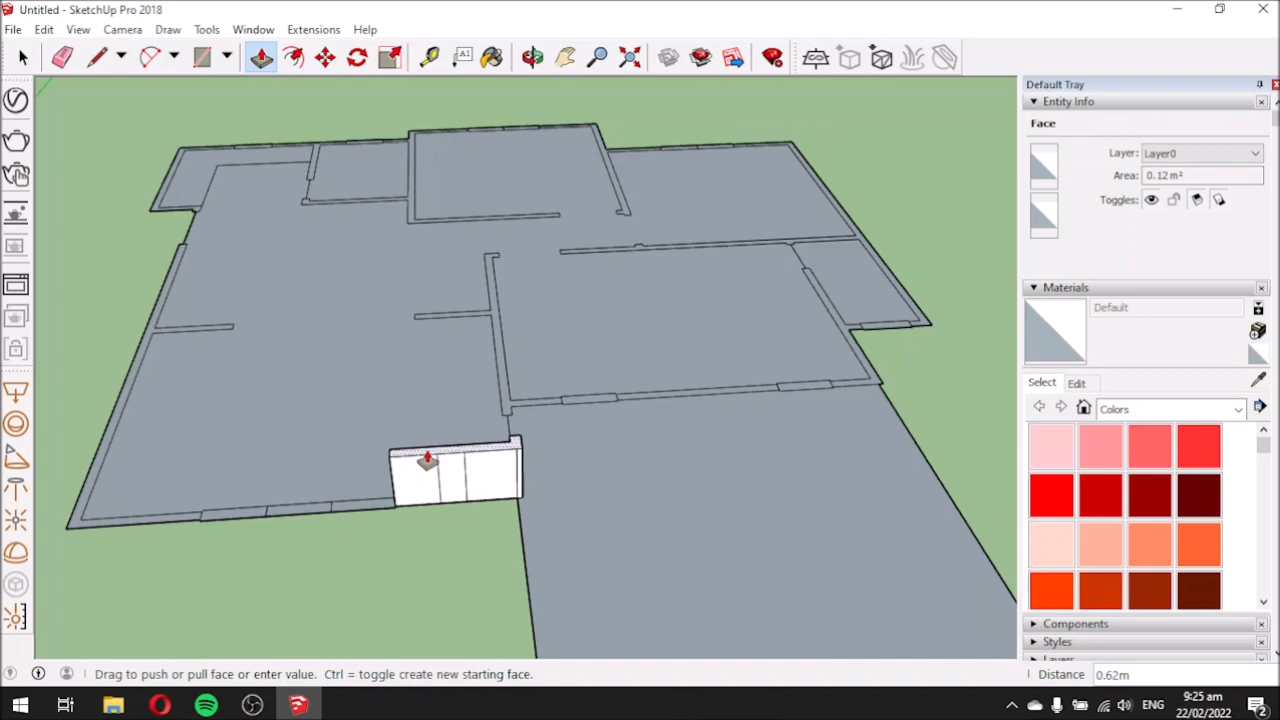 Untitled - SketchUp Pro 2018
File Edit View Camera Draw Tools Window Extensions Help
Default Tray
Entity Info
Face
Layer: Layer0
Area: 0.12 m²
Toggles:
Materials
Default
Select Edit
Colors
Components
Styles
Drag to push or pull face or enter value. Ctrl = toggle create new starting face.
Distance 0.62m
ENG
9:25 am
22/02/2022
2